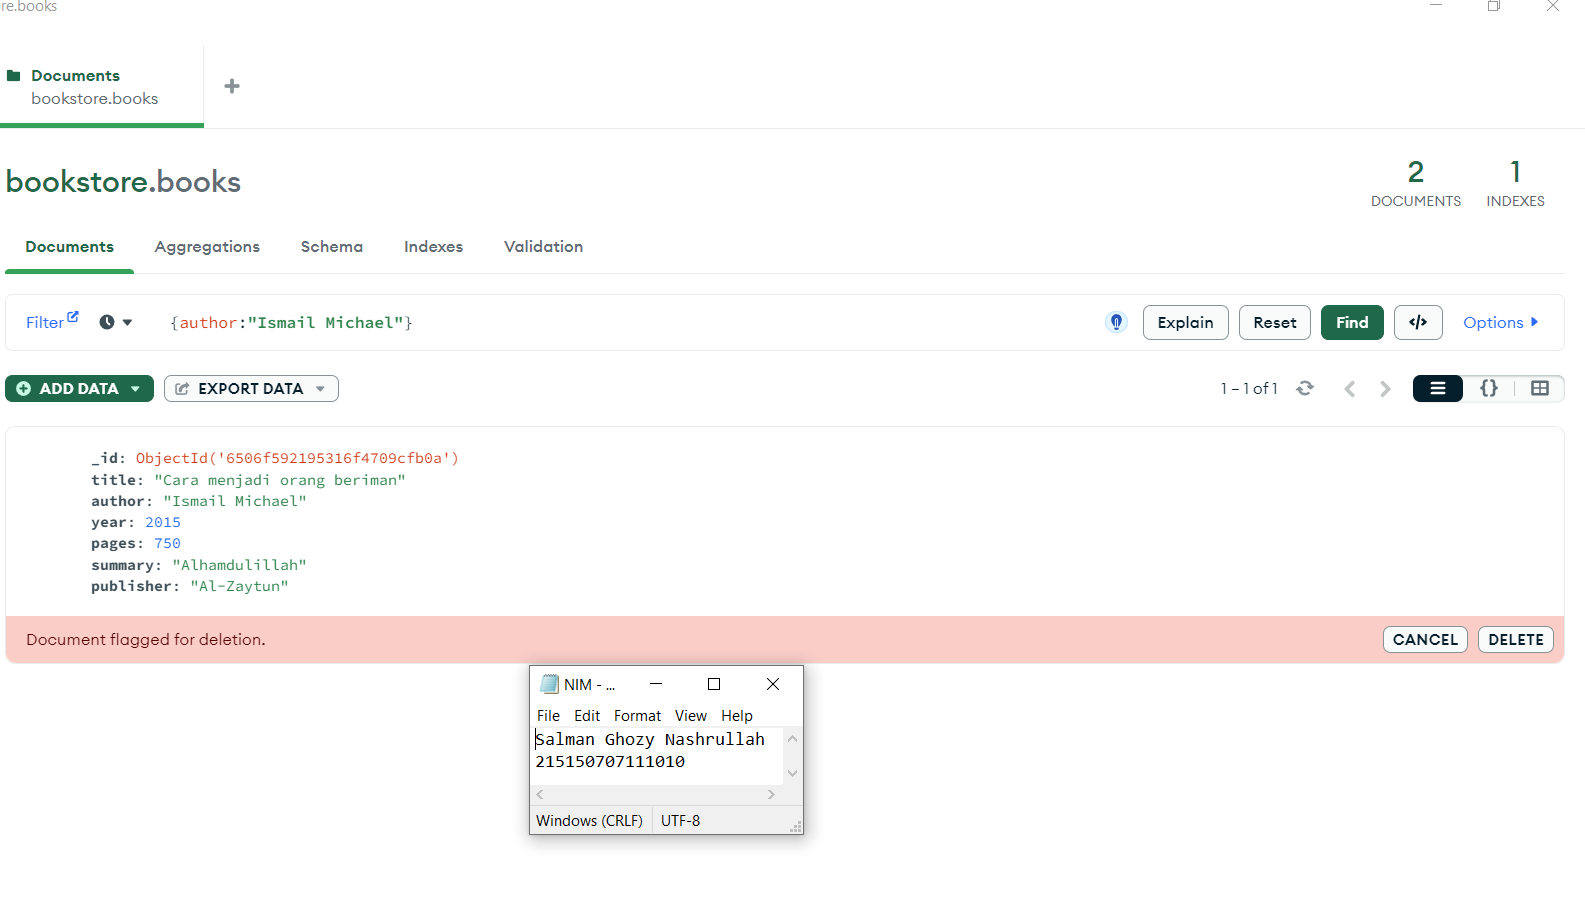 re.books
Documents
bookstore.books
bookstore.books
2
DOCUMENTS
1
INDEXES
Documents Aggregations Schema Indexes Validation
Filter {author:"Ismail Michael"} Explain Reset Find </> Options
ADD DATA EXPORT DATA 1 – 1 of 1 {}
_id: ObjectId('6506f592195316f4709cfb0a')
title: "Cara menjadi orang beriman"
author: "Ismail Michael"
year: 2015
pages: 750
summary: "Alhamdulillah"
publisher: "Al-Zaytun"
Document flagged for deletion. CANCEL DELETE
NIM - ...
File Edit Format View Help
Salman Ghozy Nashrullah
215150707111010
Windows (CRLF) UTF-8